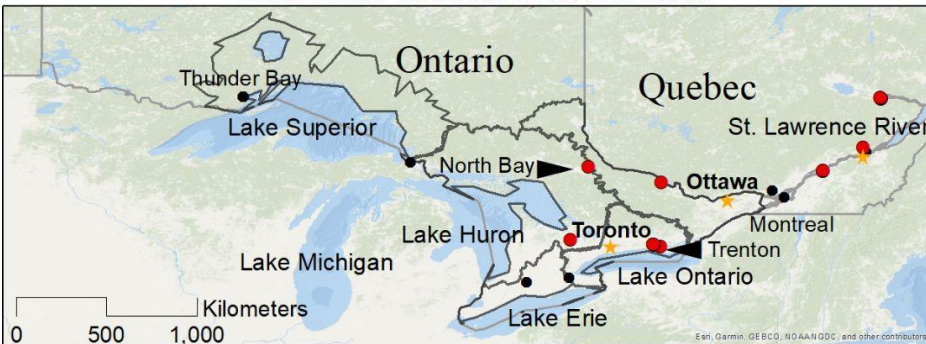 Ontario
Quebec
Thunder Bay
Lake Superior
St. Lawrence River
North Bay
Ottawa
Montreal
Lake Huron
Toronto
Trenton
Lake Michigan
Lake Ontario
Kilometers
Lake Erie
0 500 1,000
Esri, Garmin, GEBCO, NOAA NGDC, and other contributors